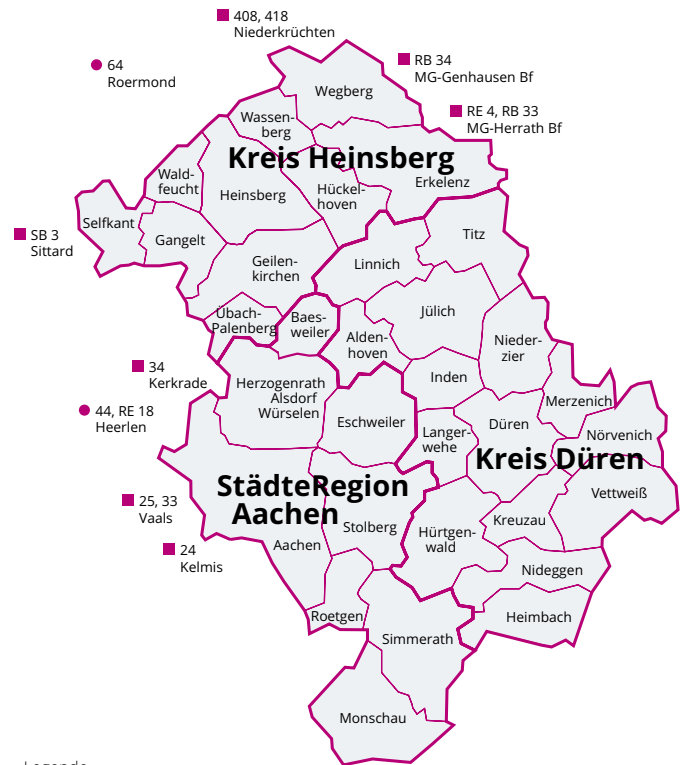 408, 418
Niederkrüchten
64
Roermond
RB 34
MG-Genhausen Bf
Wegberg
RE 4, RB 33
MG-Herrath Bf
Wassen-
berg
Kreis Heinsberg
Wald-
feucht
Heinsberg
Hückel-
hoven
Erkelenz
Selfkant
SB 3
Sittard
Gangelt
Titz
Geilen-
kirchen
Linnich
Übach-
Palenberg
Baes-
weiler
Jülich
Alden-
hoven
Nieder-
zier
34
Kerkrade
Herzogenrath
Alsdorf
Würselen
Inden
Merzenich
44, RE 18
Heerlen
Eschweiler
Langer-
wehe
Düren
Nörvenich
Kreis Düren
StädteRegion
Aachen
25, 33
Vaals
Vettweiß
Stolberg
Hürtgen-
wald
Kreuzau
24
Kelmis
Aachen
Nideggen
Roetgen
Heimbach
Simmerath
Monschau